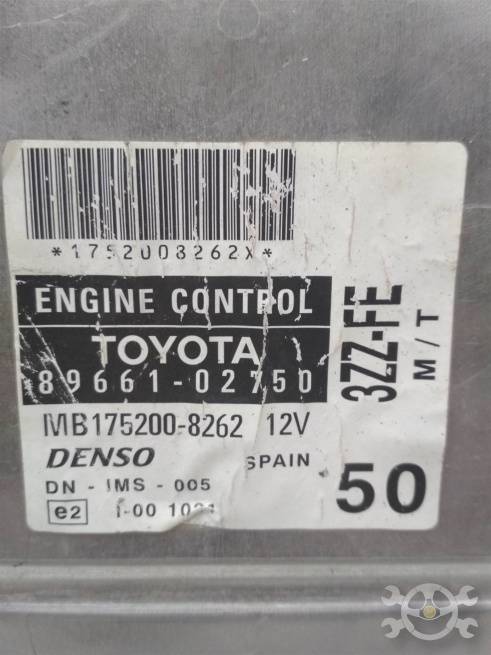 *1752008262X*
ENGINE CONTROL
TOYOTA
89661-02750
MB175200-8262 12V
DENSO SPAIN
DN - IMS - 005
e2
3ZZ-FE
M/T
50